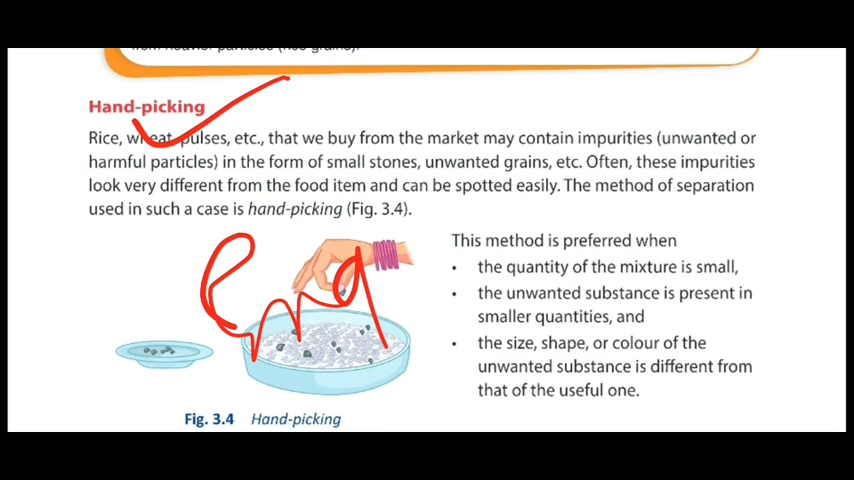 Hand-picking
Rice, wheat, pulses, etc., that we buy from the market may contain impurities (unwanted or
harmful particles) in the form of small stones, unwanted grains, etc. Often, these impurities
look very different from the food item and can be spotted easily. The method of separation
used in such a case is hand-picking (Fig. 3.4).
This method is preferred when
• the quantity of the mixture is small,
• the unwanted substance is present in
smaller quantities, and
• the size, shape, or colour of the
unwanted substance is different from
that of the useful one.
Fig. 3.4 Hand-picking